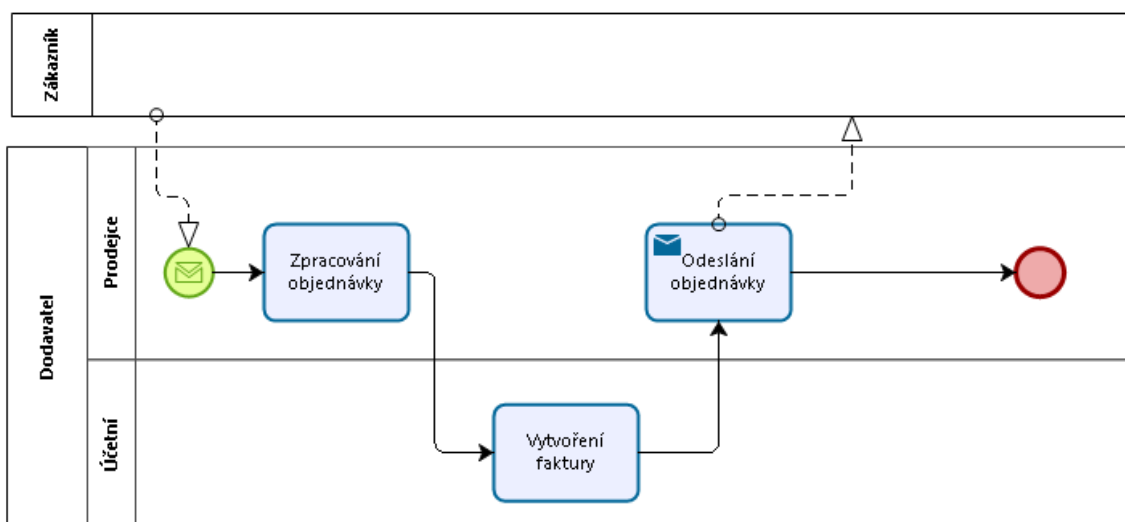 Zákazník
Dodavatel
Prodejce
Zpracování
objednávky
Odeslání
objednávky
Účetní
Vytvoření
faktury